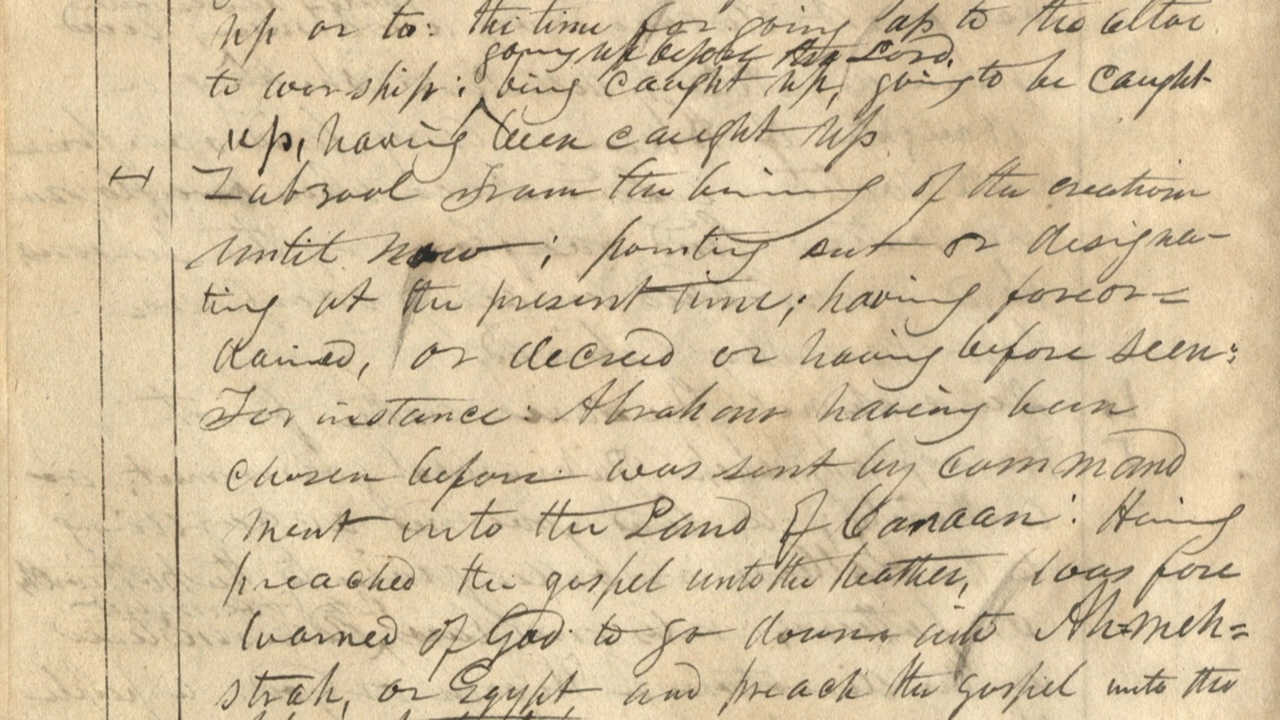 up or to: the time for going up to the altar
going up before the Lord.
to worship: being caught up, going to be caught
up, having been caught up
Zub zool From the begining of the creation
until now; pointing out or designa-
ting at the present time; having foreor=
dained, or decreed or having before seen:
For instance: Abraham having been
chosen before was sent by command
ment into the Land of Canaan: Having
preached the gospel unto the heathen, was fore
warned of God to go down into Ah=meh=
strah, or Egypt, and preach the gospel unto the